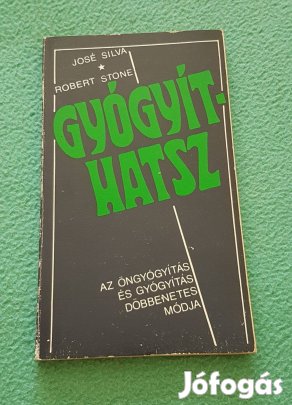 JOSÉ SILVA
★
ROBERT STONE
GYÓGYÍT-
HATSZ
AZ ÖNGYÓGYÍTÁS
ÉS GYÓGYÍTÁS
DÖBBENETES
MÓDJA
Jófogás